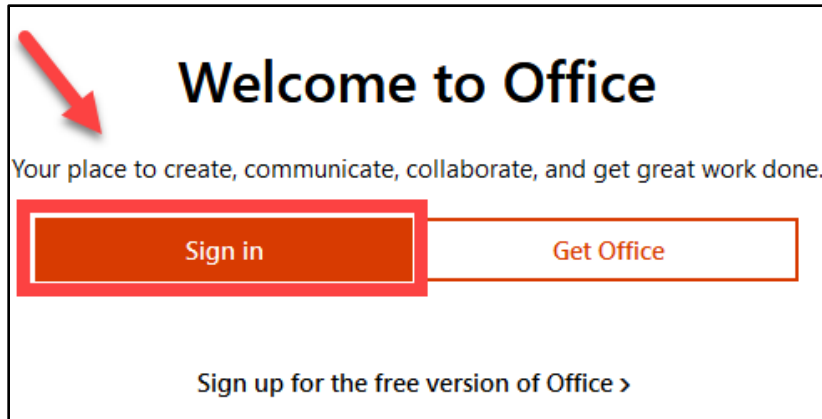 Welcome to Office
Your place to create, communicate, collaborate, and get great work done.
Sign in
Get Office
Sign up for the free version of Office >